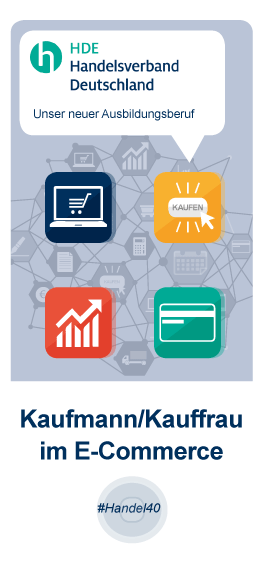 HDE
Handelsverband
Deutschland
Unser neuer Ausbildungsberuf
KAUFEN
Kaufmann/Kauffrau
im E-Commerce
#Handel40